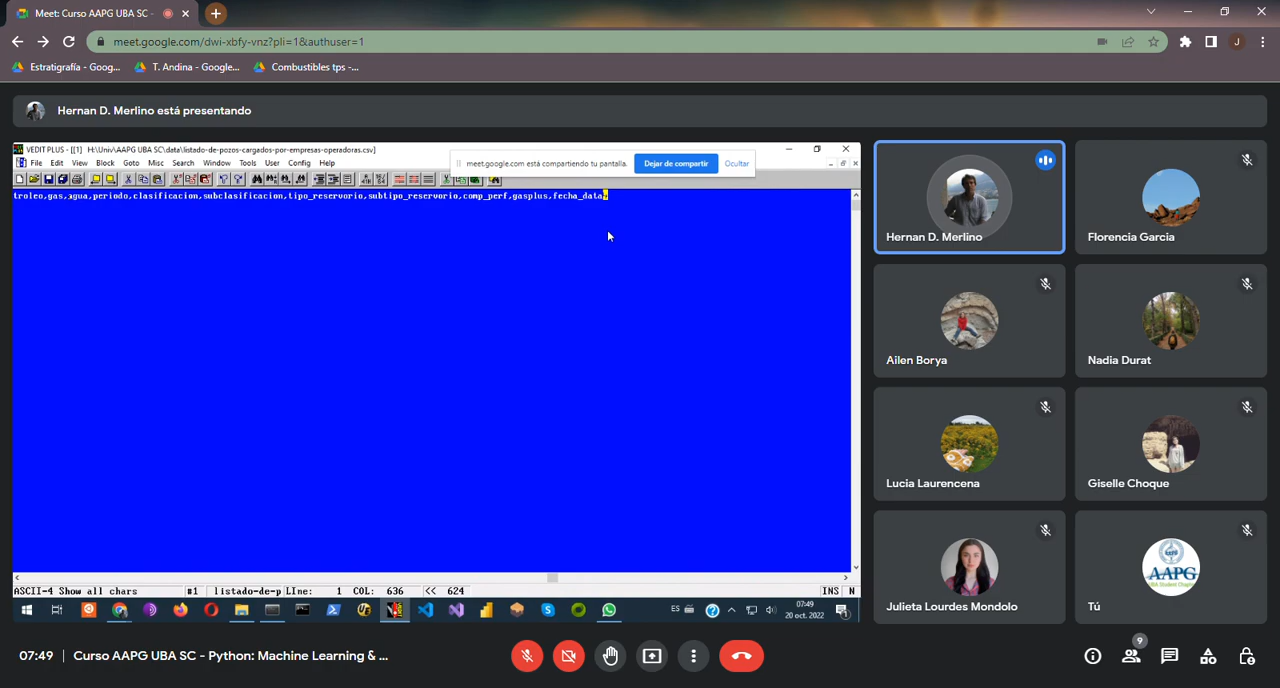 Meet: Curso AAPG UBA SC -
meet.google.com/dwi-xbfy-vnz?pli=1&authuser=1
J
Estratigrafía - Goog...
T. Andina - Google...
Combustibles tps -...
Hernan D. Merlino está presentando
VEDIT PLUS - [[1] H:\Univ\AAPG UBA SC\data\listado-de-pozos-cargados-por-empresas-operadoras.csv]
File Edit View Block Goto Misc Search Window Tools User Config Help
meet.google.com está compartiendo tu pantalla.
Dejar de compartir
Ocultar
troleo,gas,agua,periodo,clasificacion,subclasificacion,tipo_reservorio,subtipo_reservorio,comp_perf,gasplus,fecha_data,
ASCII-4 Show all chars #1 listado-de-p LIne: 1 COL: 636 << 624 INS N
ES
07:49
20 oct. 2022
Hernan D. Merlino
Florencia Garcia
Ailen Borya
Nadia Durat
Lucia Laurencena
Giselle Choque
Julieta Lourdes Mondolo
AAPG
UBA Student Chapter
Tú
07:49 | Curso AAPG UBA SC - Python: Machine Learning & ...
9